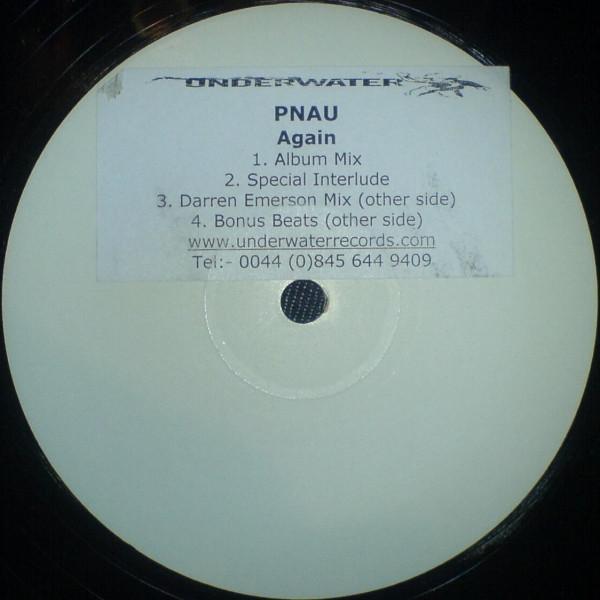 UNDERWATER
PNAU
Again
1. Album Mix
2. Special Interlude
3. Darren Emerson Mix (other side)
4. Bonus Beats (other side)
www.underwaterrecords.com
Tel:- 0044 (0)845 644 9409